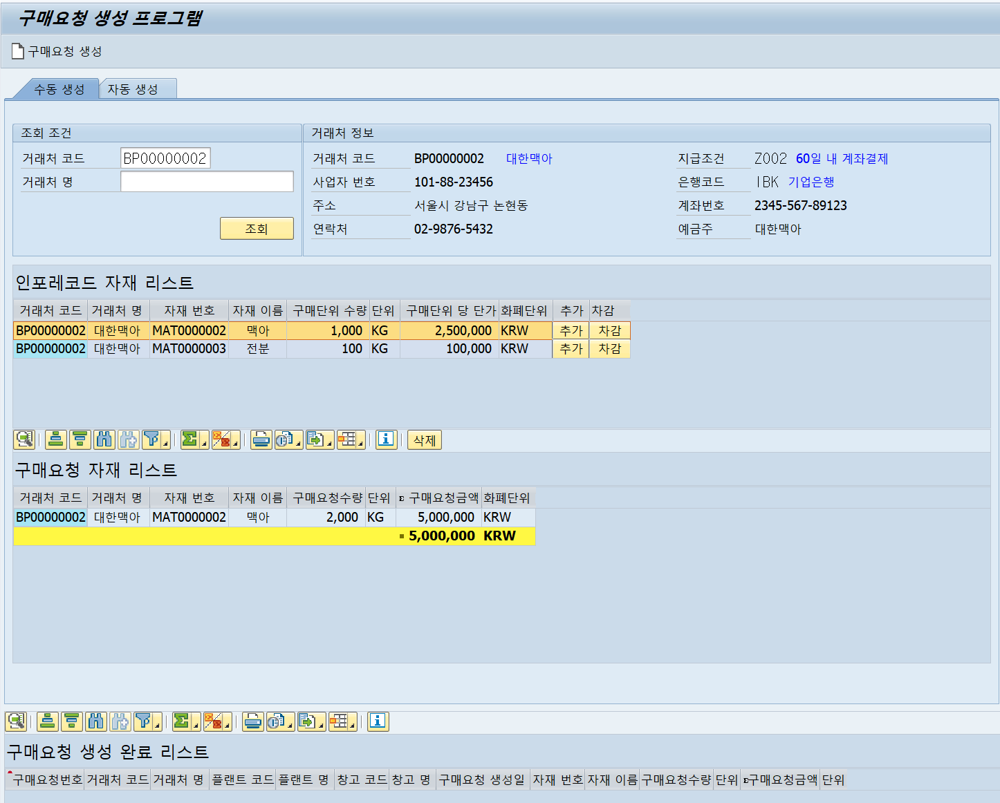 구매요청 생성 프로그램
구매요청 생성
수동 생성 자동 생성
조회 조건
거래처 코드 BP00000002
거래처 명
조회
거래처 정보
거래처 코드 BP00000002 대한맥아 지급조건 Z002 60일 내 계좌결제
사업자 번호 101-88-23456 은행코드 IBK 기업은행
주소 서울시 강남구 논현동 계좌번호 2345-567-89123
연락처 02-9876-5432 예금주 대한맥아
인포레코드 자재 리스트
거래처 코드 거래처 명 자재 번호 자재 이름 구매단위 수량 단위 구매단위 당 단가 화폐단위 추가 차감
BP00000002 대한맥아 MAT0000002 맥아 1,000 KG 2,500,000 KRW 추가 차감
BP00000002 대한맥아 MAT0000003 전분 100 KG 100,000 KRW 추가 차감
삭제
구매요청 자재 리스트
거래처 코드 거래처 명 자재 번호 자재 이름 구매요청수량 단위 Σ 구매요청금액 화폐단위
BP00000002 대한맥아 MAT0000002 맥아 2,000 KG 5,000,000 KRW
5,000,000 KRW
구매요청 생성 완료 리스트
구매요청번호 거래처 코드 거래처 명 플랜트 코드 플랜트 명 창고 코드 창고 명 구매요청 생성일 자재 번호 자재 이름 구매요청수량 단위 Σ구매요청금액 단위